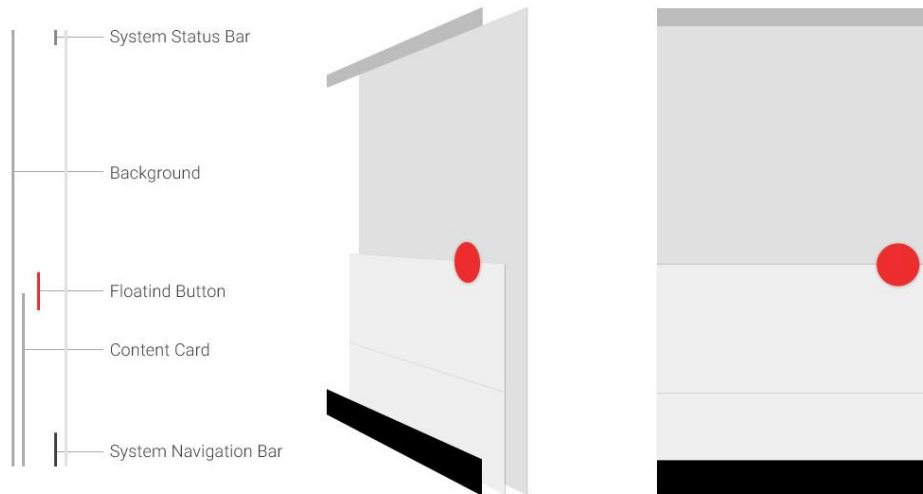 System Status Bar
Background
Floatind Button
Content Card
System Navigation Bar